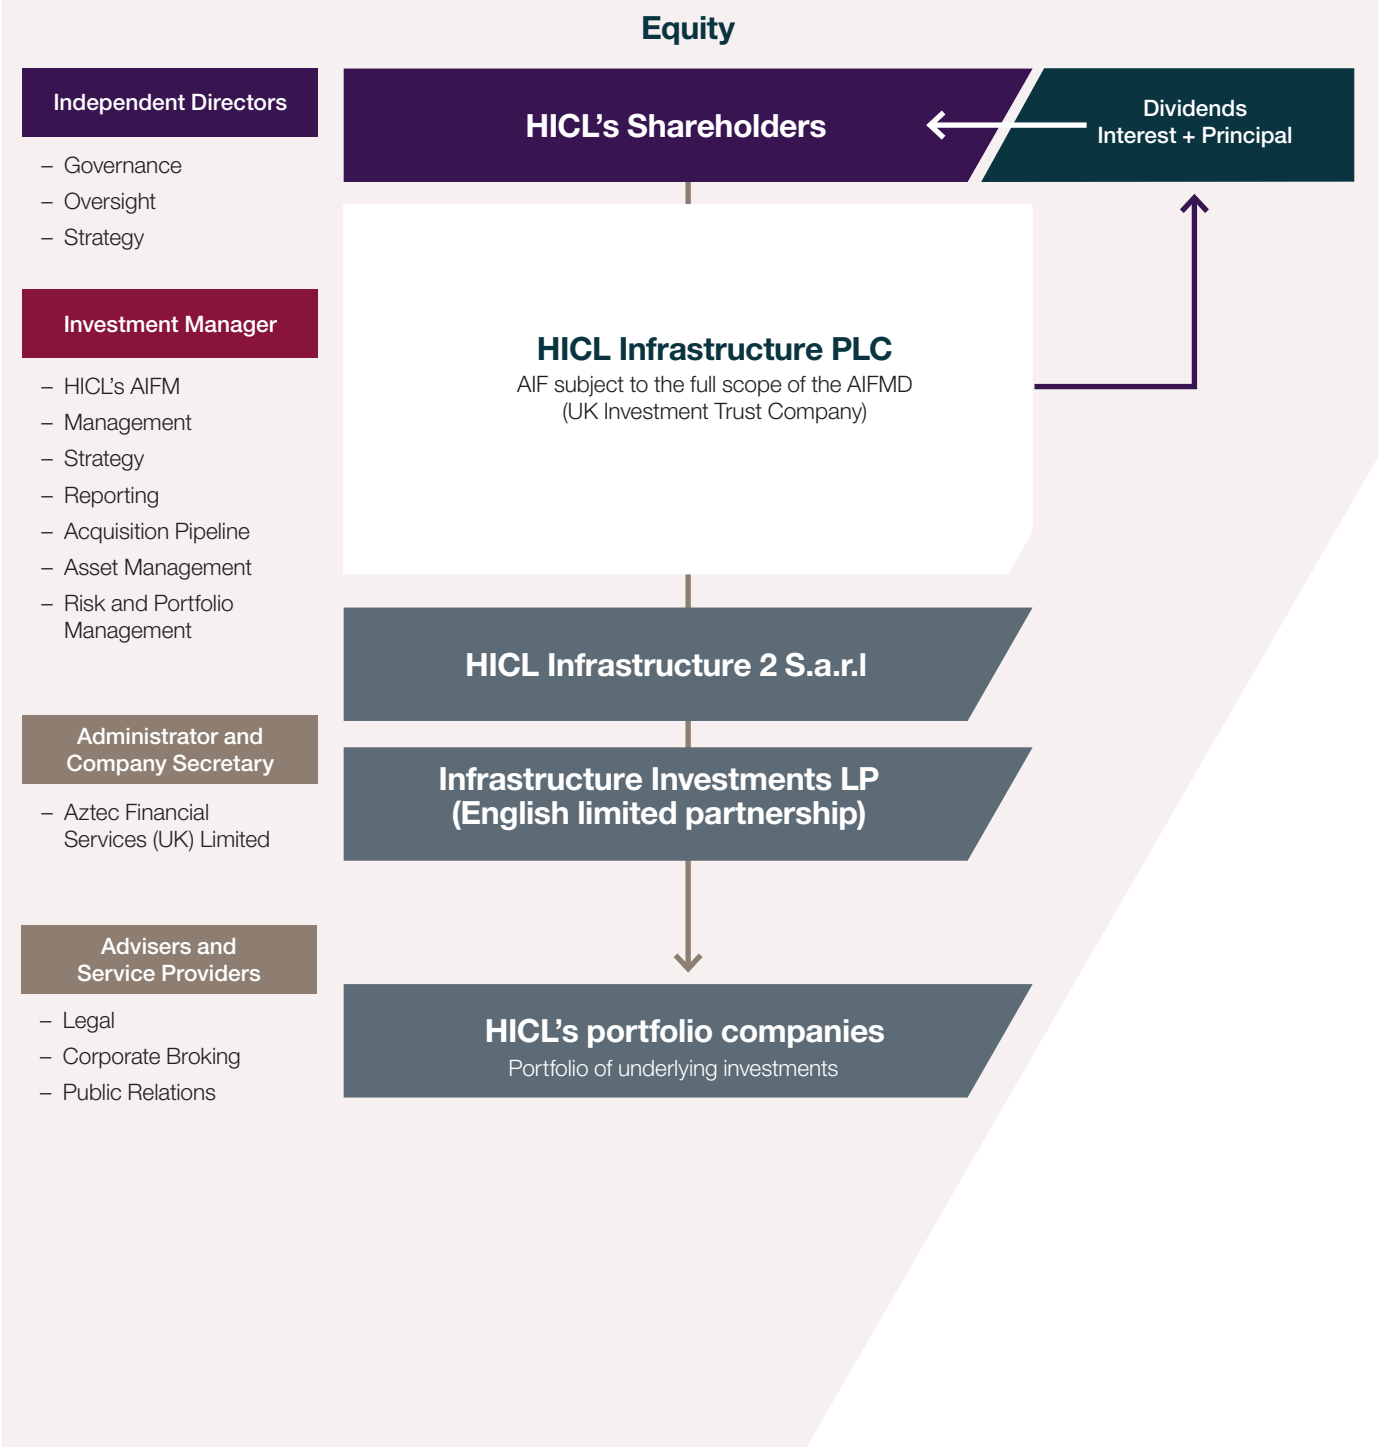 Equity
Independent Directors
– Governance
– Oversight
– Strategy
Investment Manager
– HICL’s AIFM
– Management
– Strategy
– Reporting
– Acquisition Pipeline
– Asset Management
– Risk and Portfolio
Management
Administrator and
Company Secretary
– Aztec Financial
Services (UK) Limited
Advisers and
Service Providers
– Legal
– Corporate Broking
– Public Relations
HICL’s Shareholders
Dividends
Interest + Principal
HICL Infrastructure PLC
AIF subject to the full scope of the AIFMD
(UK Investment Trust Company)
HICL Infrastructure 2 S.a.r.l
Infrastructure Investments LP
(English limited partnership)
HICL’s portfolio companies
Portfolio of underlying investments